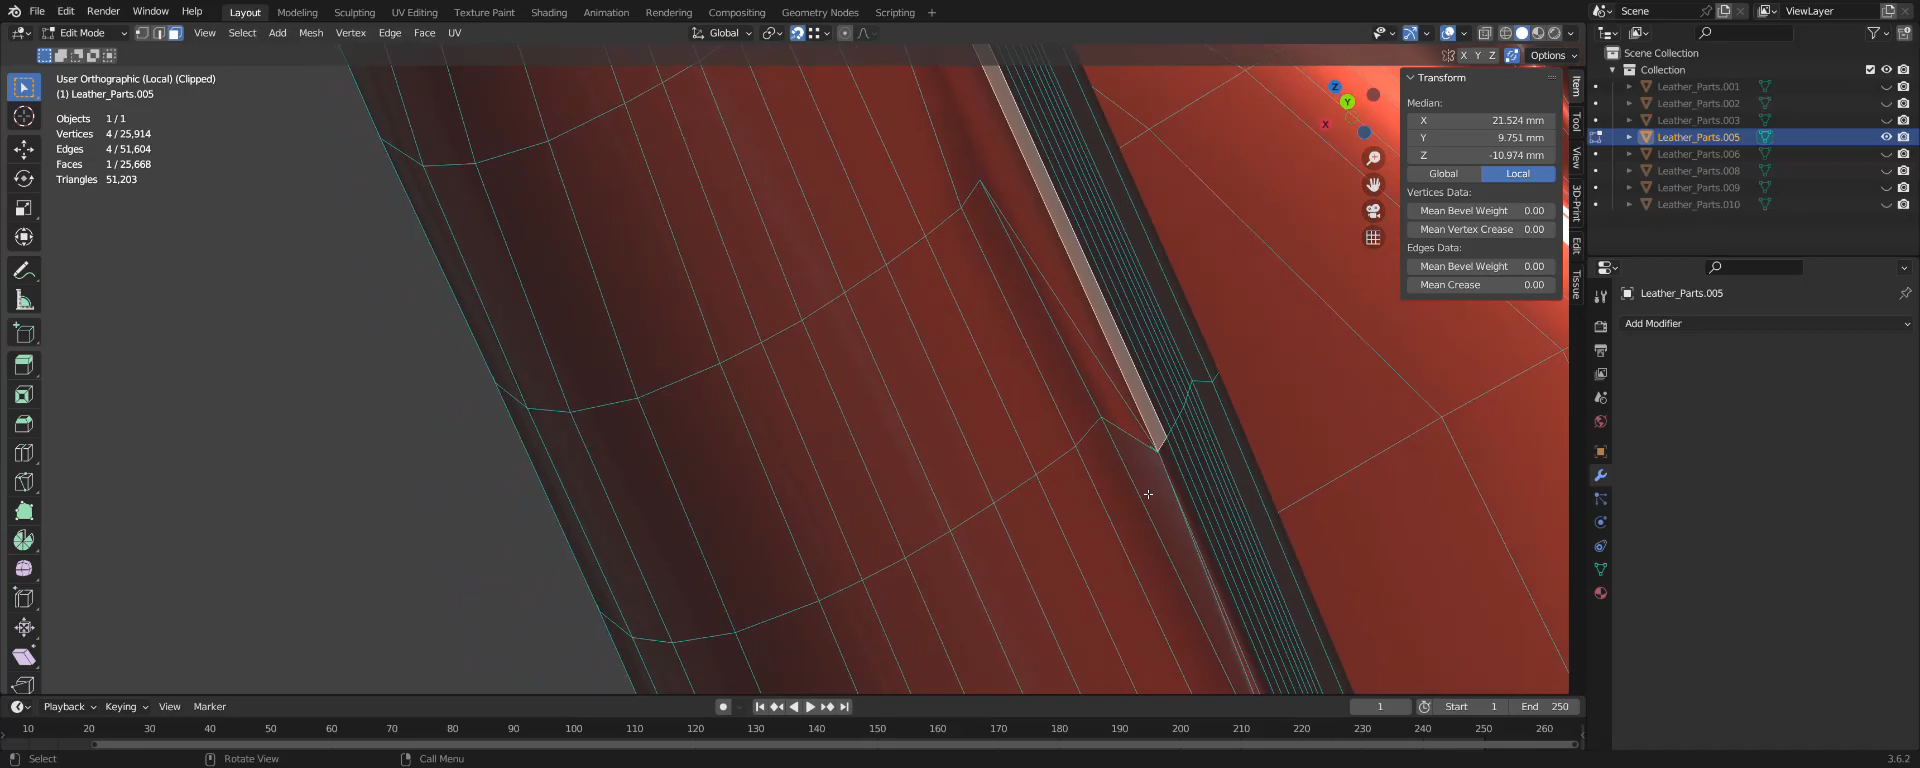 File Edit Render Window Help Layout Modeling Sculpting UV Editing Texture Paint Shading Animation Rendering Compositing Geometry Nodes Scripting + Scene ViewLayer
Edit Mode View Select Add Mesh Vertex Edge Face UV Global
X Y Z Options
User Orthographic (Local) (Clipped)
(1) Leather_Parts.005
Objects 1 / 1
Vertices 4 / 25,914
Edges 4 / 51,604
Faces 1 / 25,668
Triangles 51,203
Z
Y
X
Transform
Median:
X 21.524 mm
Y 9.751 mm
Z -10.974 mm
Global Local
Vertices Data:
Mean Bevel Weight 0.00
Mean Vertex Crease 0.00
Edges Data:
Mean Bevel Weight 0.00
Mean Crease 0.00
Item
Tool
View
3D-Print
Edit
Tissue
Scene Collection
Collection
Leather_Parts.001
Leather_Parts.002
Leather_Parts.003
Leather_Parts.005
Leather_Parts.006
Leather_Parts.008
Leather_Parts.009
Leather_Parts.010
Leather_Parts.005
Add Modifier
Playback Keying View Marker 1 Start 1 End 250
10 20 30 40 50 60 70 80 90 100 110 120 130 140 150 160 170 180 190 200 210 220 230 240 250 260
Select Rotate View Call Menu 3.6.2